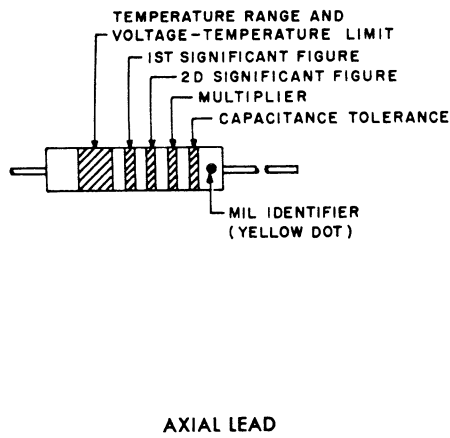 TEMPERATURE RANGE AND
VOLTAGE-TEMPERATURE LIMIT
1ST SIGNIFICANT FIGURE
2D SIGNIFICANT FIGURE
MULTIPLIER
CAPACITANCE TOLERANCE
MIL IDENTIFIER
(YELLOW DOT)
AXIAL LEAD